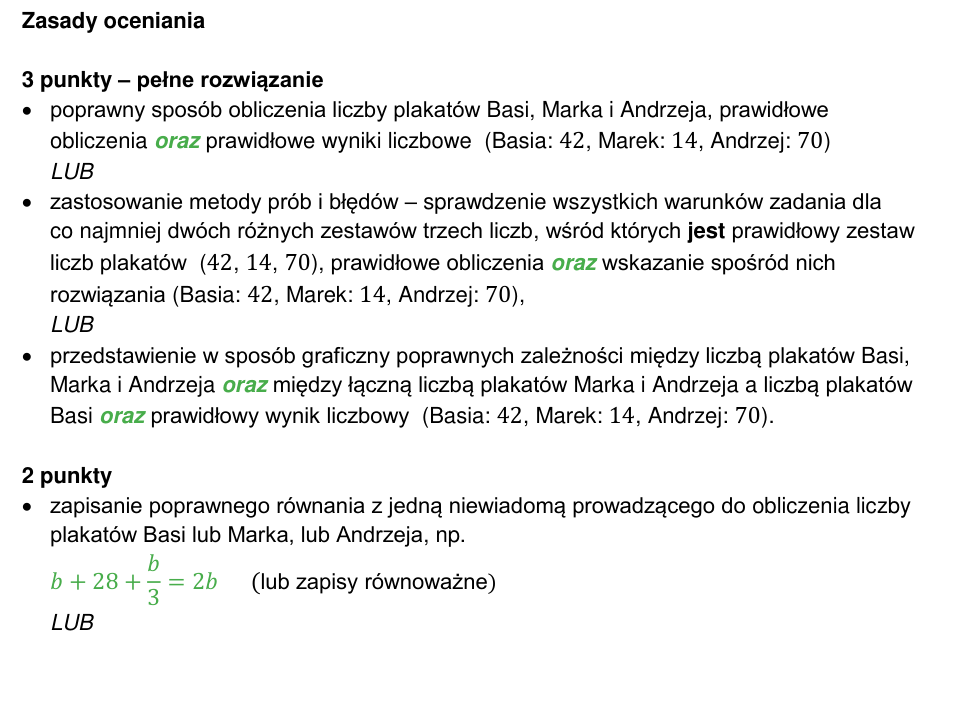 Zasady oceniania
3 punkty – pełne rozwiązanie
• poprawny sposób obliczenia liczby plakatów Basi, Marka i Andrzeja, prawidłowe
obliczenia oraz prawidłowe wyniki liczbowe (Basia: 42, Marek: 14, Andrzej: 70)
LUB
• zastosowanie metody prób i błędów – sprawdzenie wszystkich warunków zadania dla
co najmniej dwóch różnych zestawów trzech liczb, wśród których jest prawidłowy zestaw
liczb plakatów (42, 14, 70), prawidłowe obliczenia oraz wskazanie spośród nich
rozwiązania (Basia: 42, Marek: 14, Andrzej: 70),
LUB
• przedstawienie w sposób graficzny poprawnych zależności między liczbą plakatów Basi,
Marka i Andrzeja oraz między łączną liczbą plakatów Marka i Andrzeja a liczbą plakatów
Basi oraz prawidłowy wynik liczbowy (Basia: 42, Marek: 14, Andrzej: 70).
2 punkty
• zapisanie poprawnego równania z jedną niewiadomą prowadzącego do obliczenia liczby
plakatów Basi lub Marka, lub Andrzeja, np.
b + 28 + b/3 = 2b (lub zapisy równoważne)
LUB